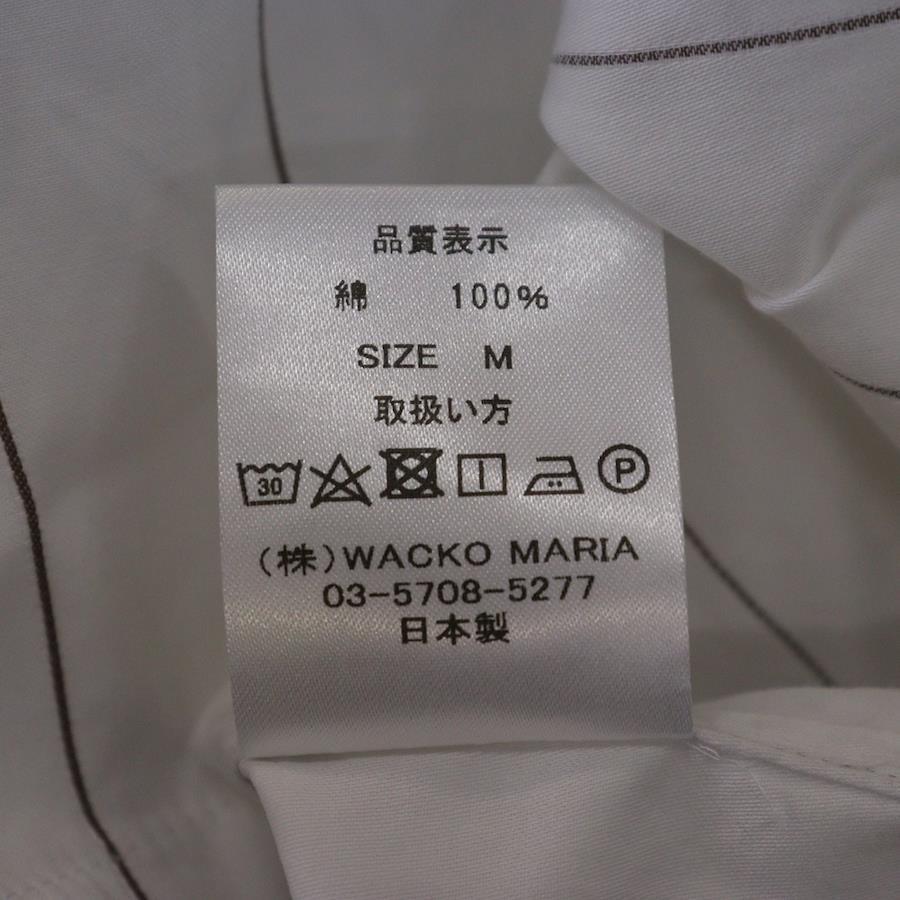 品質表示
綿 100%
SIZE M
取扱い方
30 P
(株)WACKO MARIA
03-5708-5277
日本製